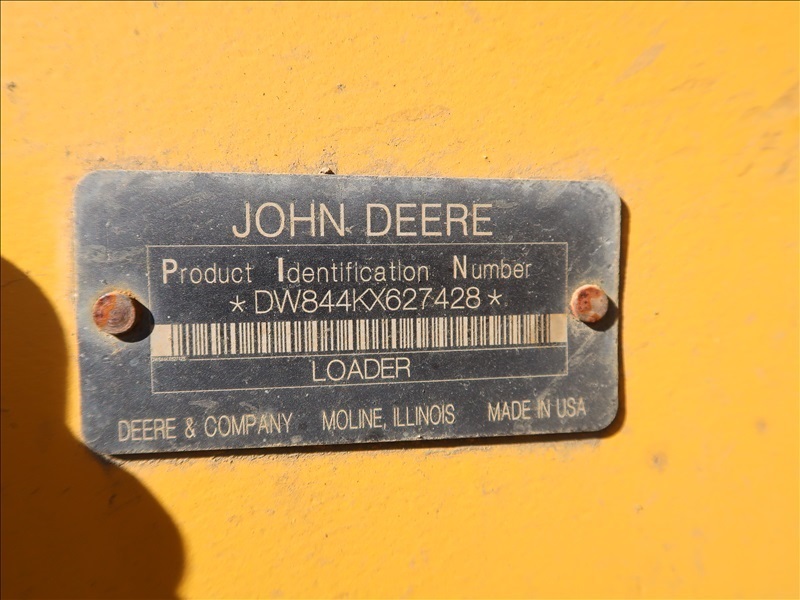 JOHN DEERE
Product Identification Number
*DW844KX627428*
LOADER
DEERE & COMPANY MOLINE, ILLINOIS MADE IN USA